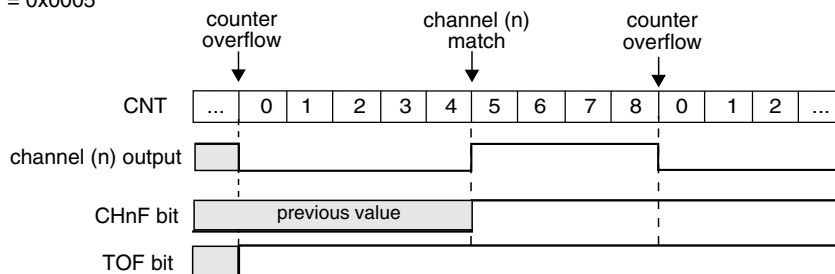 = 0x0005
counter overflow
channel (n) match
counter overflow
CNT ... 0 1 2 3 4 5 6 7 8 0 1 2 ...
channel (n) output
CHnF bit previous value
TOF bit